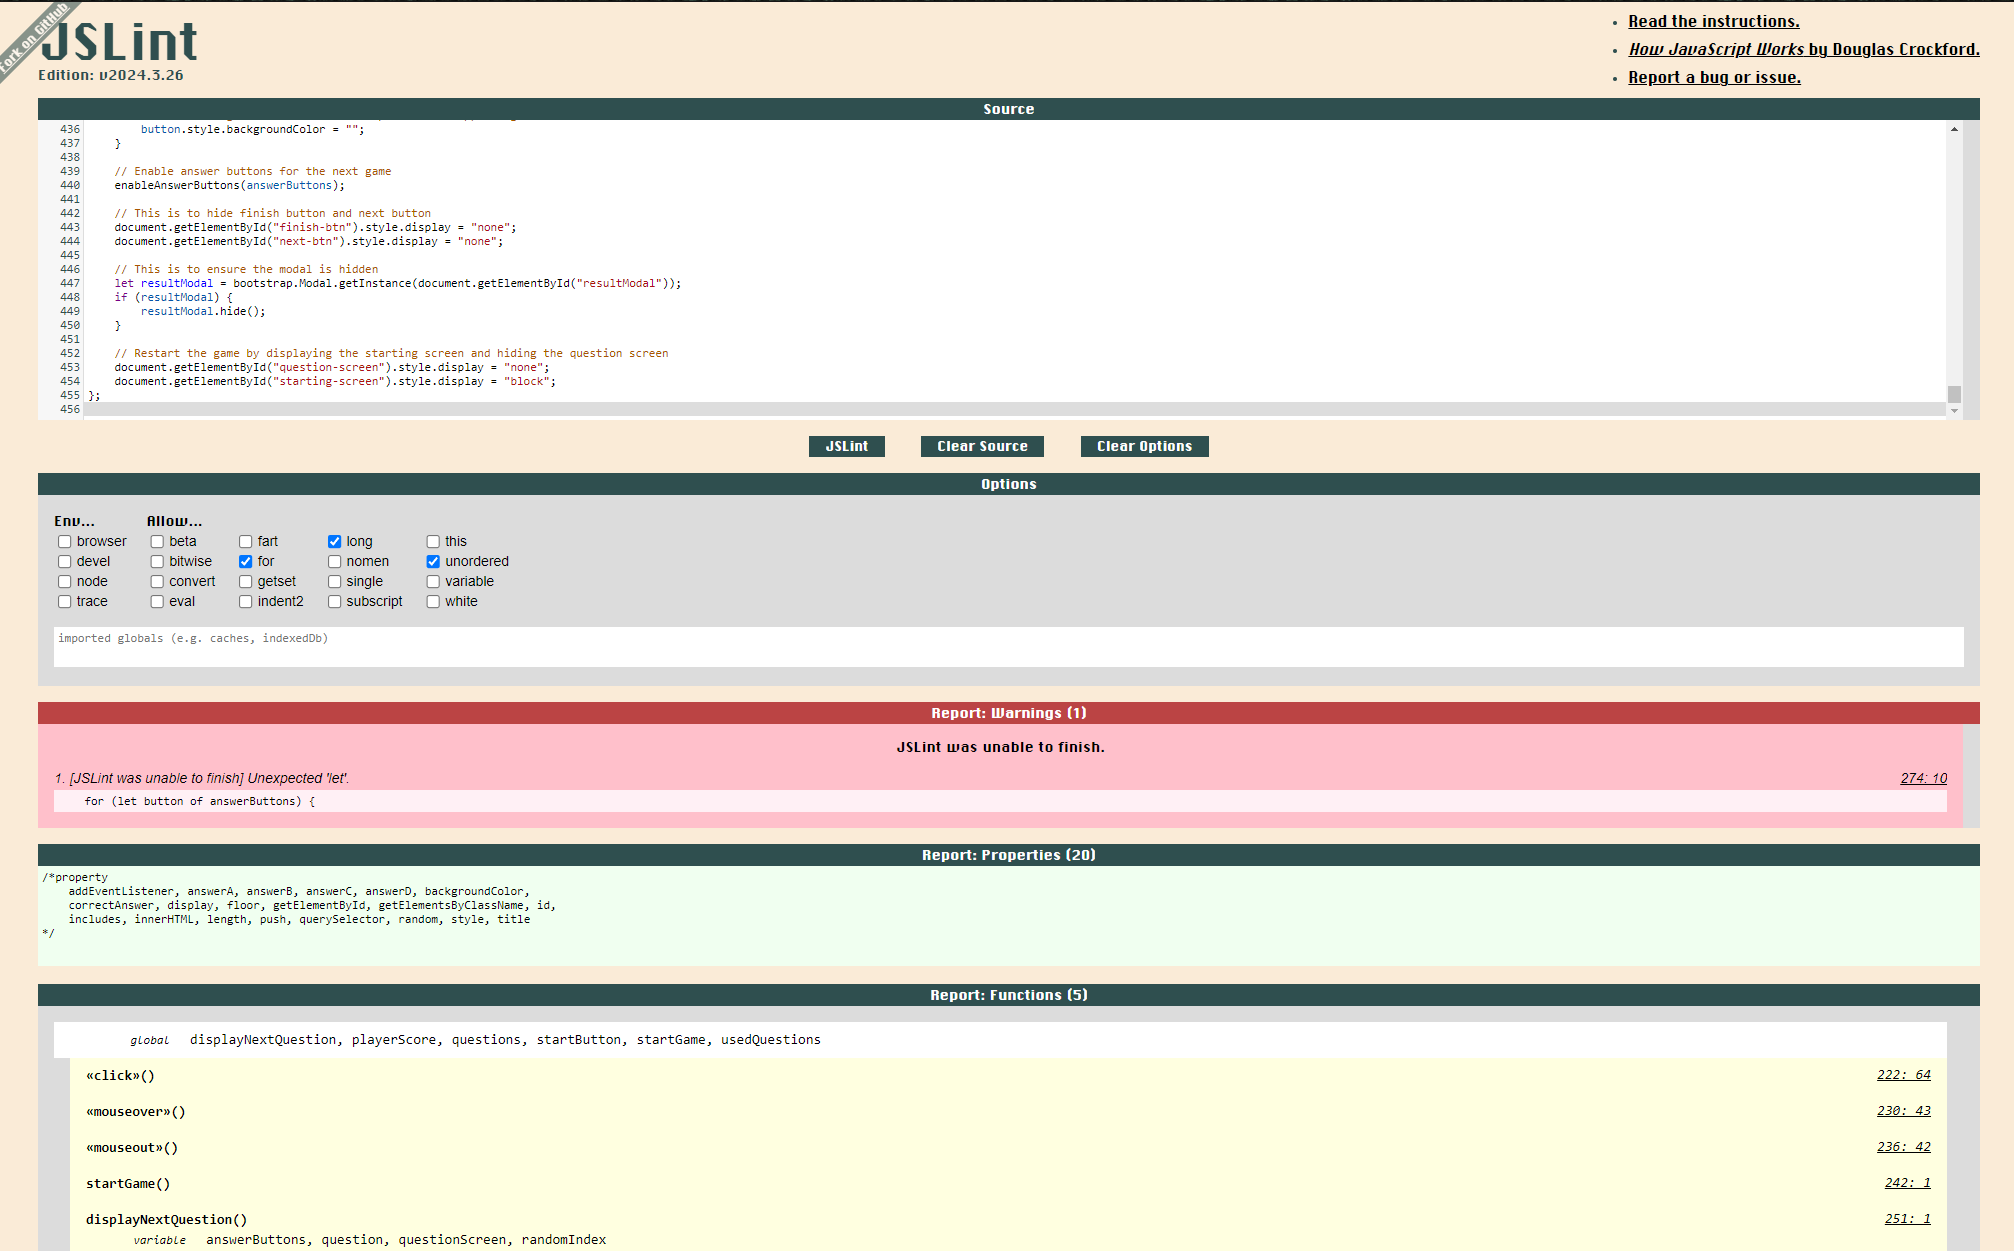 Fork on GitHub
JSLint
Edition: v2024.3.26
Read the instructions.
How JavaScript Works by Douglas Crockford.
Report a bug or issue.
Source
436 button.style.backgroundColor = "";
437 }
438
439 // Enable answer buttons for the next game
440 enableAnswerButtons(answerButtons);
441
442 // This is to hide finish button and next button
443 document.getElementById("finish-btn").style.display = "none";
444 document.getElementById("next-btn").style.display = "none";
445
446 // This is to ensure the modal is hidden
447 let resultModal = bootstrap.Modal.getInstance(document.getElementById("resultModal"));
448 if (resultModal) {
449 resultModal.hide();
450 }
451
452 // Restart the game by displaying the starting screen and hiding the question screen
453 document.getElementById("question-screen").style.display = "none";
454 document.getElementById("starting-screen").style.display = "block";
455 };
456
JSLint Clear Source Clear Options
Options
Env... Allow...
browser beta fart long this
devel bitwise for nomen unordered
node convert getset single variable
trace eval indent2 subscript white
imported globals (e.g. caches, indexedDb)
Report: Warnings (1)
JSLint was unable to finish.
1. [JSLint was unable to finish] Unexpected 'let'. 274: 10
for (let button of answerButtons) {
Report: Properties (20)
/*property
addEventListener, answerA, answerB, answerC, answerD, backgroundColor,
correctAnswer, display, floor, getElementById, getElementsByClassName, id,
includes, innerHTML, length, push, querySelector, random, style, title
*/
Report: Functions (5)
global displayNextQuestion, playerScore, questions, startButton, startGame, usedQuestions
«click»() 222: 64
«mouseover»() 230: 43
«mouseout»() 236: 42
startGame() 242: 1
displayNextQuestion() 251: 1
variable answerButtons, question, questionScreen, randomIndex